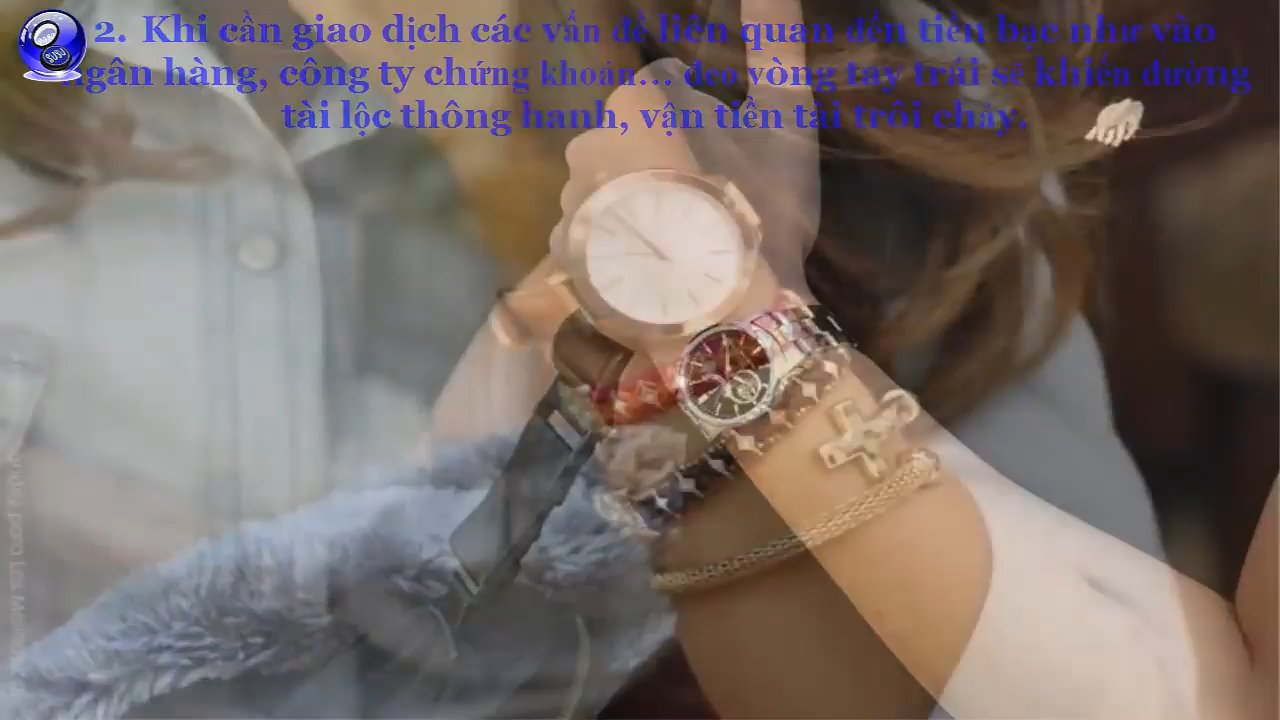 2. Khi cần giao dịch các vấn đề liên quan đến tiền bạc như vào
ngân hàng, công ty chứng khoán... đeo vòng tay trái sẽ khiến đường
tài lộc thông hanh, vận tiền tài trôi chảy.
SUSU